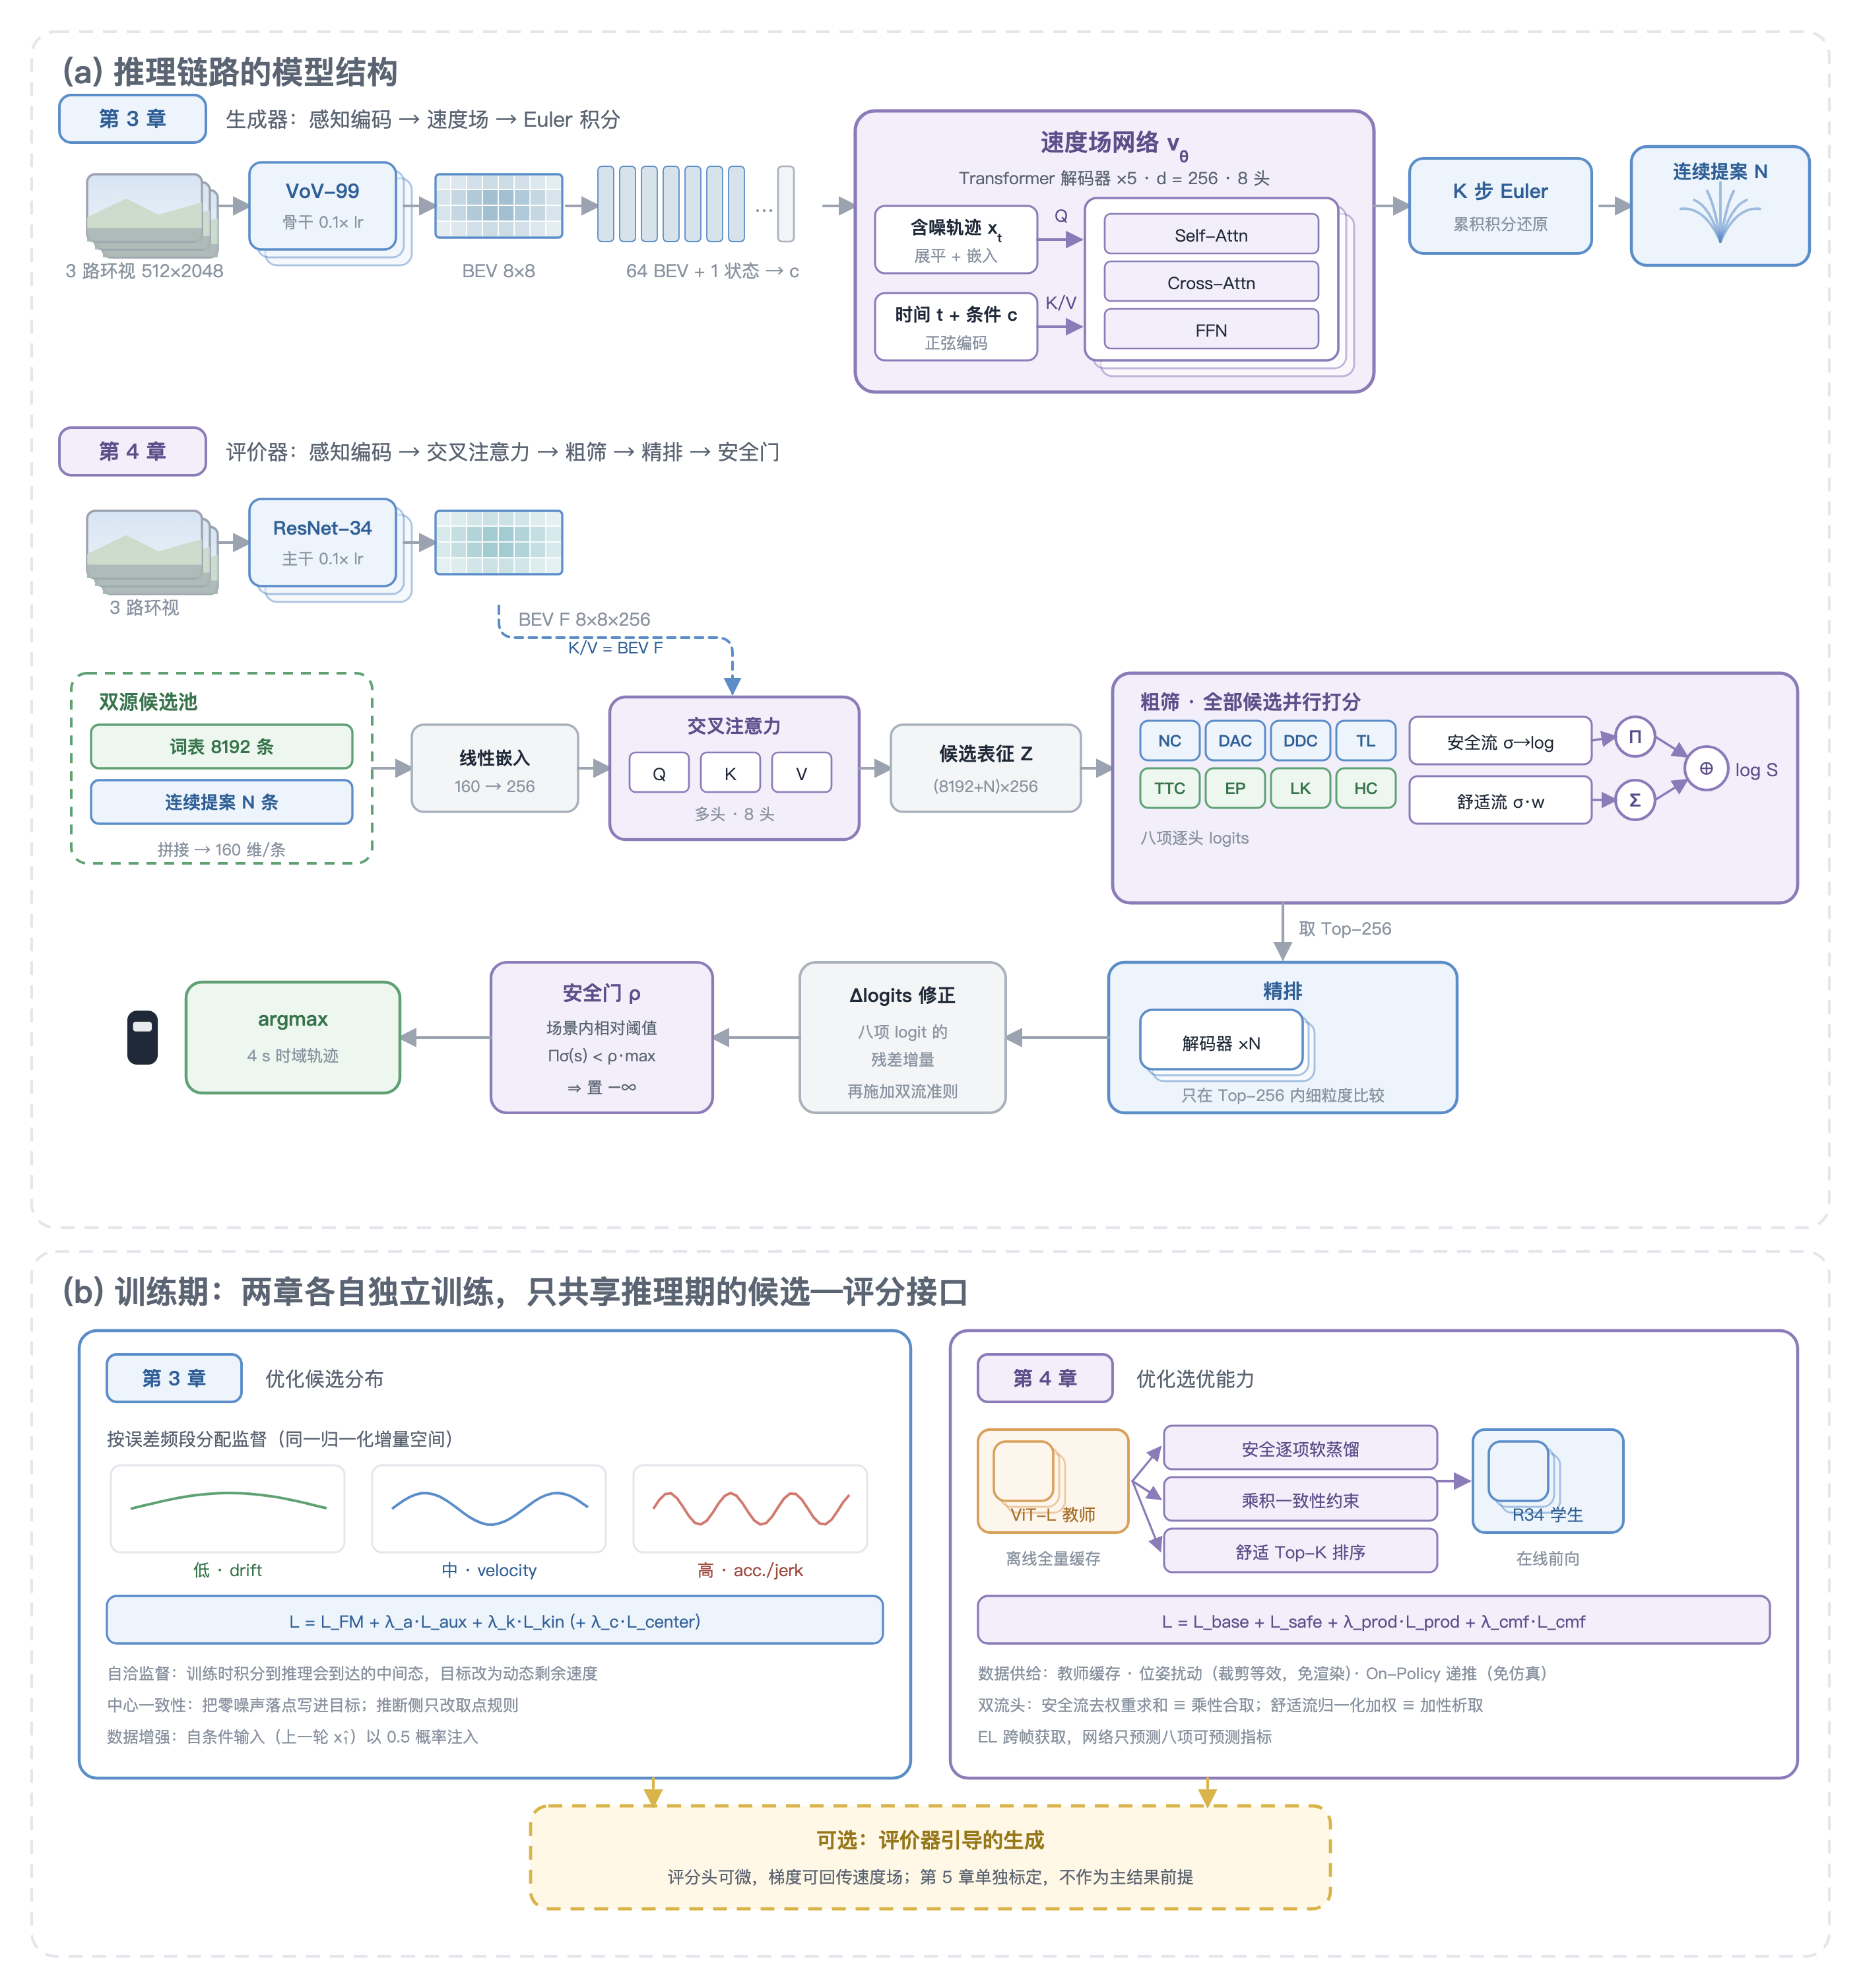 (a) 推理链路的模型结构
第 3 章
生成器：感知编码 → 速度场 → Euler 积分
3 路环视 512×2048
VoV-99
骨干 0.1× lr
BEV 8×8
...
64 BEV + 1 状态 → c
速度场网络 v_θ
Transformer 解码器 ×5 · d = 256 · 8 头
含噪轨迹 x_t
展平 + 嵌入
Q
时间 t + 条件 c
正弦编码
K/V
Self-Attn
Cross-Attn
FFN
K 步 Euler
累积积分还原
连续提案 N
第 4 章
评价器：感知编码 → 交叉注意力 → 粗筛 → 精排 → 安全门
3 路环视
ResNet-34
主干 0.1× lr
BEV F 8×8×256
K/V = BEV F
双源候选池
词表 8192 条
连续提案 N 条
拼接 → 160 维/条
线性嵌入
160 → 256
交叉注意力
Q K V
多头 · 8 头
候选表征 Z
(8192+N)×256
粗筛 · 全部候选并行打分
NC DAC DDC TL
TTC EP LK HC
八项逐头 logits
安全流 σ→log
Π
舒适流 σ·w
Σ
⊕
log S
取 Top-256
精排
解码器 ×N
只在 Top-256 内细粒度比较
Δlogits 修正
八项 logit 的
残差增量
再施加双流准则
安全门 ρ
场景内相对阈值
Πσ(s) < ρ·max
⇒ 置 −∞
argmax
4 s 时域轨迹
(b) 训练期：两章各自独立训练，只共享推理期的候选—评分接口
第 3 章
优化候选分布
按误差频段分配监督（同一归一化增量空间）
低 · drift
中 · velocity
高 · acc./jerk
L = L_FM + λ_a·L_aux + λ_k·L_kin (+ λ_c·L_center)
自洽监督：训练时积分到推理会到达的中间态，目标改为动态剩余速度
中心一致性：把零噪声落点写进目标；推断侧只改取点规则
数据增强：自条件输入（上一轮 x̂₁）以 0.5 概率注入
第 4 章
优化选优能力
ViT-L 教师
离线全量缓存
安全逐项软蒸馏
乘积一致性约束
舒适 Top-K 排序
R34 学生
在线前向
L = L_base + L_safe + λ_prod·L_prod + λ_cmf·L_cmf
数据供给：教师缓存 · 位姿扰动（裁剪等效，免渲染）· On-Policy 递推（免仿真）
双流头：安全流去权重求和 ≡ 乘性合取；舒适流归一化加权 ≡ 加性析取
EL 跨帧获取，网络只预测八项可预测指标
可选：评价器引导的生成
评分头可微，梯度可回传速度场；第 5 章单独标定，不作为主结果前提